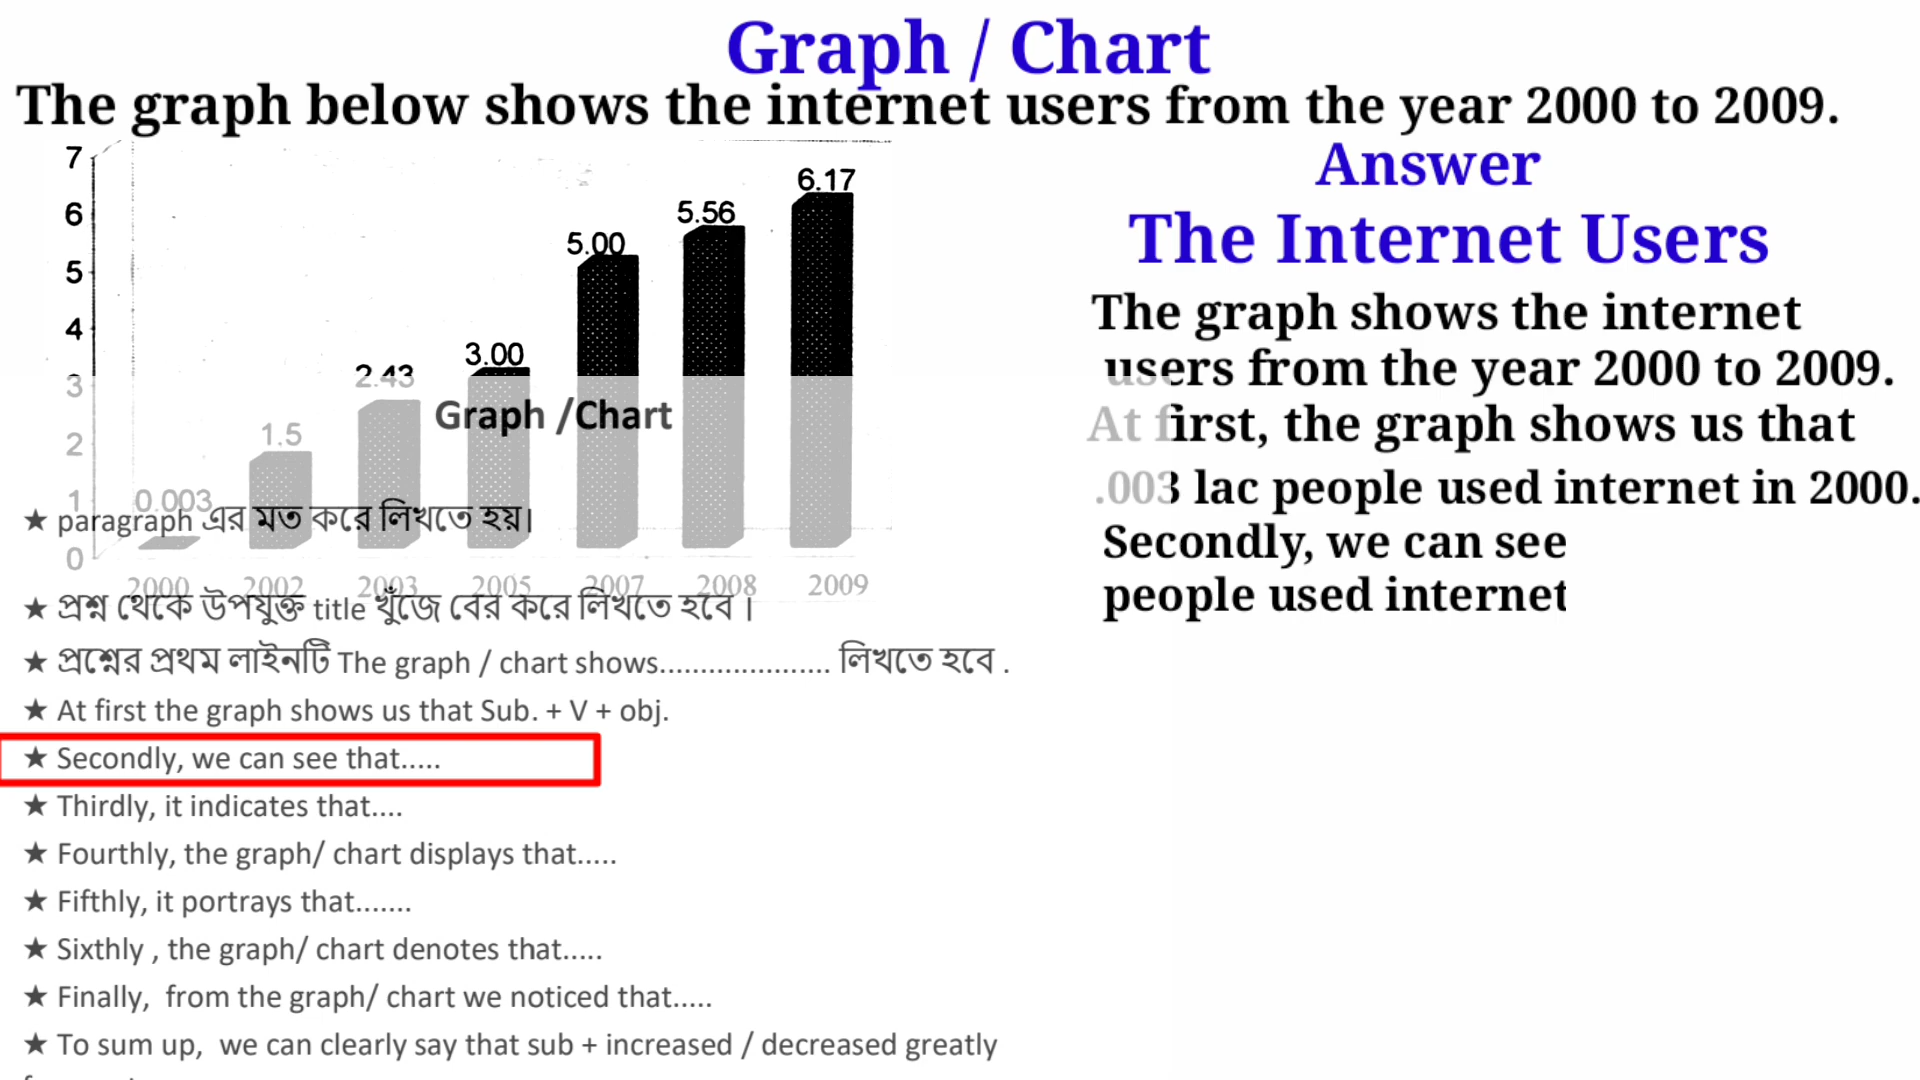 Graph / Chart
The graph below shows the internet users from the year 2000 to 2009.
7
6
5
4
3
2
1
0
0.003
1.5
2.43
3.00
5.00
5.56
6.17
2000
2002
2003
2005
2007
2008
2009
Graph /Chart
★ paragraph এর মত করে লিখতে হয়।
★ প্রশ্ন থেকে উপযুক্ত title খুঁজে বের করে লিখতে হবে ।
★ প্রশ্নের প্রথম লাইনটি The graph / chart shows..................... লিখতে হবে .
★ At first the graph shows us that Sub. + V + obj.
★ Secondly, we can see that.....
★ Thirdly, it indicates that....
★ Fourthly, the graph/ chart displays that.....
★ Fifthly, it portrays that.......
★ Sixthly , the graph/ chart denotes that.....
★ Finally, from the graph/ chart we noticed that.....
★ To sum up, we can clearly say that sub + increased / decreased greatly
Answer
The Internet Users
The graph shows the internet
users from the year 2000 to 2009.
At first, the graph shows us that
.003 lac people used internet in 2000.
Secondly, we can see
people used internet